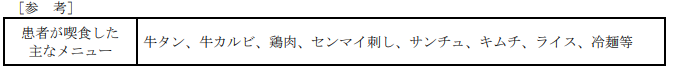 ［参　考］
患者が喫食した
主なメニュー
牛タン、牛カルビ、鶏肉、センマイ刺し、サンチュ、キムチ、ライス、冷麺等